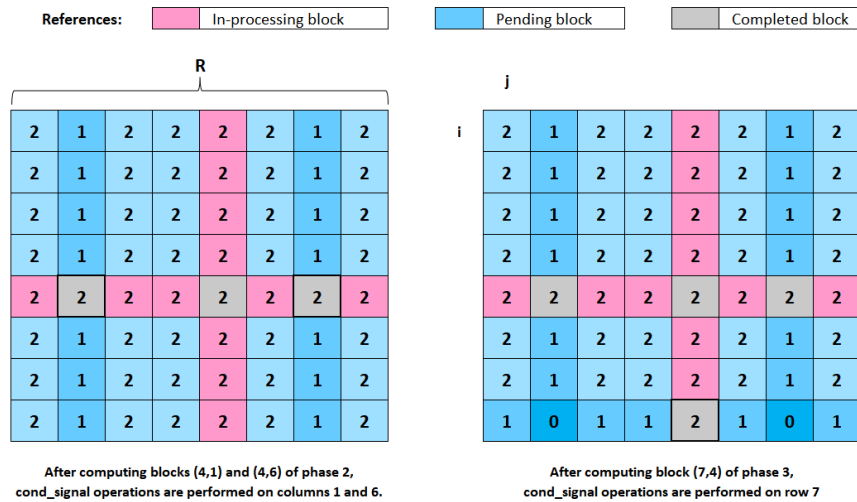 References: In-processing block Pending block Completed block
R
j
i
2 1 2 2 2 2 1 2
2 1 2 2 2 2 1 2
2 1 2 2 2 2 1 2
2 1 2 2 2 2 1 2
2 2 2 2 2 2 2 2
2 1 2 2 2 2 1 2
2 1 2 2 2 2 1 2
2 1 2 2 2 2 1 2
After computing blocks (4,1) and (4,6) of phase 2,
cond_signal operations are performed on columns 1 and 6.
2 1 2 2 2 2 1 2
2 1 2 2 2 2 1 2
2 1 2 2 2 2 1 2
2 1 2 2 2 2 1 2
2 2 2 2 2 2 2 2
2 1 2 2 2 2 1 2
2 1 2 2 2 2 1 2
1 0 1 1 2 1 0 1
After computing block (7,4) of phase 3,
cond_signal operations are performed on row 7